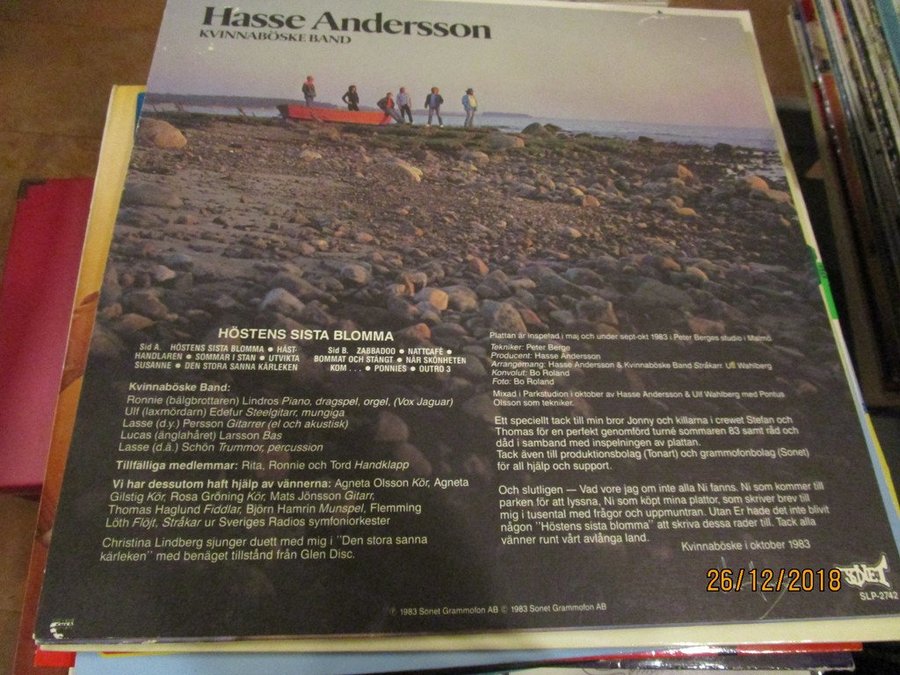 Hasse Andersson
KVINNABÖSKE BAND
HÖSTENS SISTA BLOMMA
Sid A. HÖSTENS SISTA BLOMMA ● HÄST-
HANDLAREN ● SOMMAR I STAN ● UTVIKTA
SUSANNE ● DEN STORA SANNA KÄRLEKEN
Sid B. ZABBADOO ● NATTCAFÉ ●
BOMMAT OCH STÄNGT ● NÄR SKÖNHETEN
KOM . . . ● PONNIES ● OUTRO 3
Kvinnaböske Band:
Ronnie (bälgbrottaren) Lindros Piano, dragspel, orgel, (Vox Jaguar)
Ulf (laxmördarn) Edefur Steelgitarr, mungiga
Lasse (d.y.) Persson Gitarrer (el och akustisk)
Lucas (änglahåret) Larsson Bas
Lasse (d.ä.) Schön Trummor, percussion
Tillfälliga medlemmar: Rita, Ronnie och Tord Handklapp
Vi har dessutom haft hjälp av vännerna: Agneta Olsson Kör, Agneta
Gilstig Kör, Rosa Gröning Kör, Mats Jönsson Gitarr,
Thomas Haglund Fiddlar, Björn Hamrin Munspel, Flemming
Löth Flöjt, Stråkar ur Sveriges Radios symfoniorkester
Christina Lindberg sjunger duett med mig i ''Den stora sanna
kärleken'' med benäget tillstånd från Glen Disc.
Plattan är inspelad i maj och under sept-okt 1983 i Peter Berges studio i Malmö.
Tekniker: Peter Berge
Producent: Hasse Andersson
Arrangemang: Hasse Andersson & Kvinnaböske Band Stråkarr. Ulf Wahlberg
Konvolut: Bo Roland
Foto: Bo Roland
Mixad i Parkstudion i oktober av Hasse Andersson & Ulf Wahlberg med Pontus
Olsson som tekniker.
Ett speciellt tack till min bror Jonny och killarna i crewet Stefan och
Thomas för en perfekt genomförd turné sommaren 83 samt råd och
dåd i samband med inspelningen av plattan.
Tack även till produktionsbolag (Tonart) och grammofonbolag (Sonet)
för all hjälp och support.
Och slutligen — Vad vore jag om inte alla Ni fanns. Ni som kommer till
parken för att lyssna, Ni som köpt mina plattor, som skriver brev till
mig i tusental med frågor och uppmuntran. Utan Er hade det inte blivit
någon ''Höstens sista blomma'' att skriva dessa rader till. Tack alla
vänner runt vårt avlånga land.
Kvinnaböske i oktober 1983
26/12/2018
SONET
SLP-2742
℗ 1983 Sonet Grammofon AB © 1983 Sonet Grammofon AB